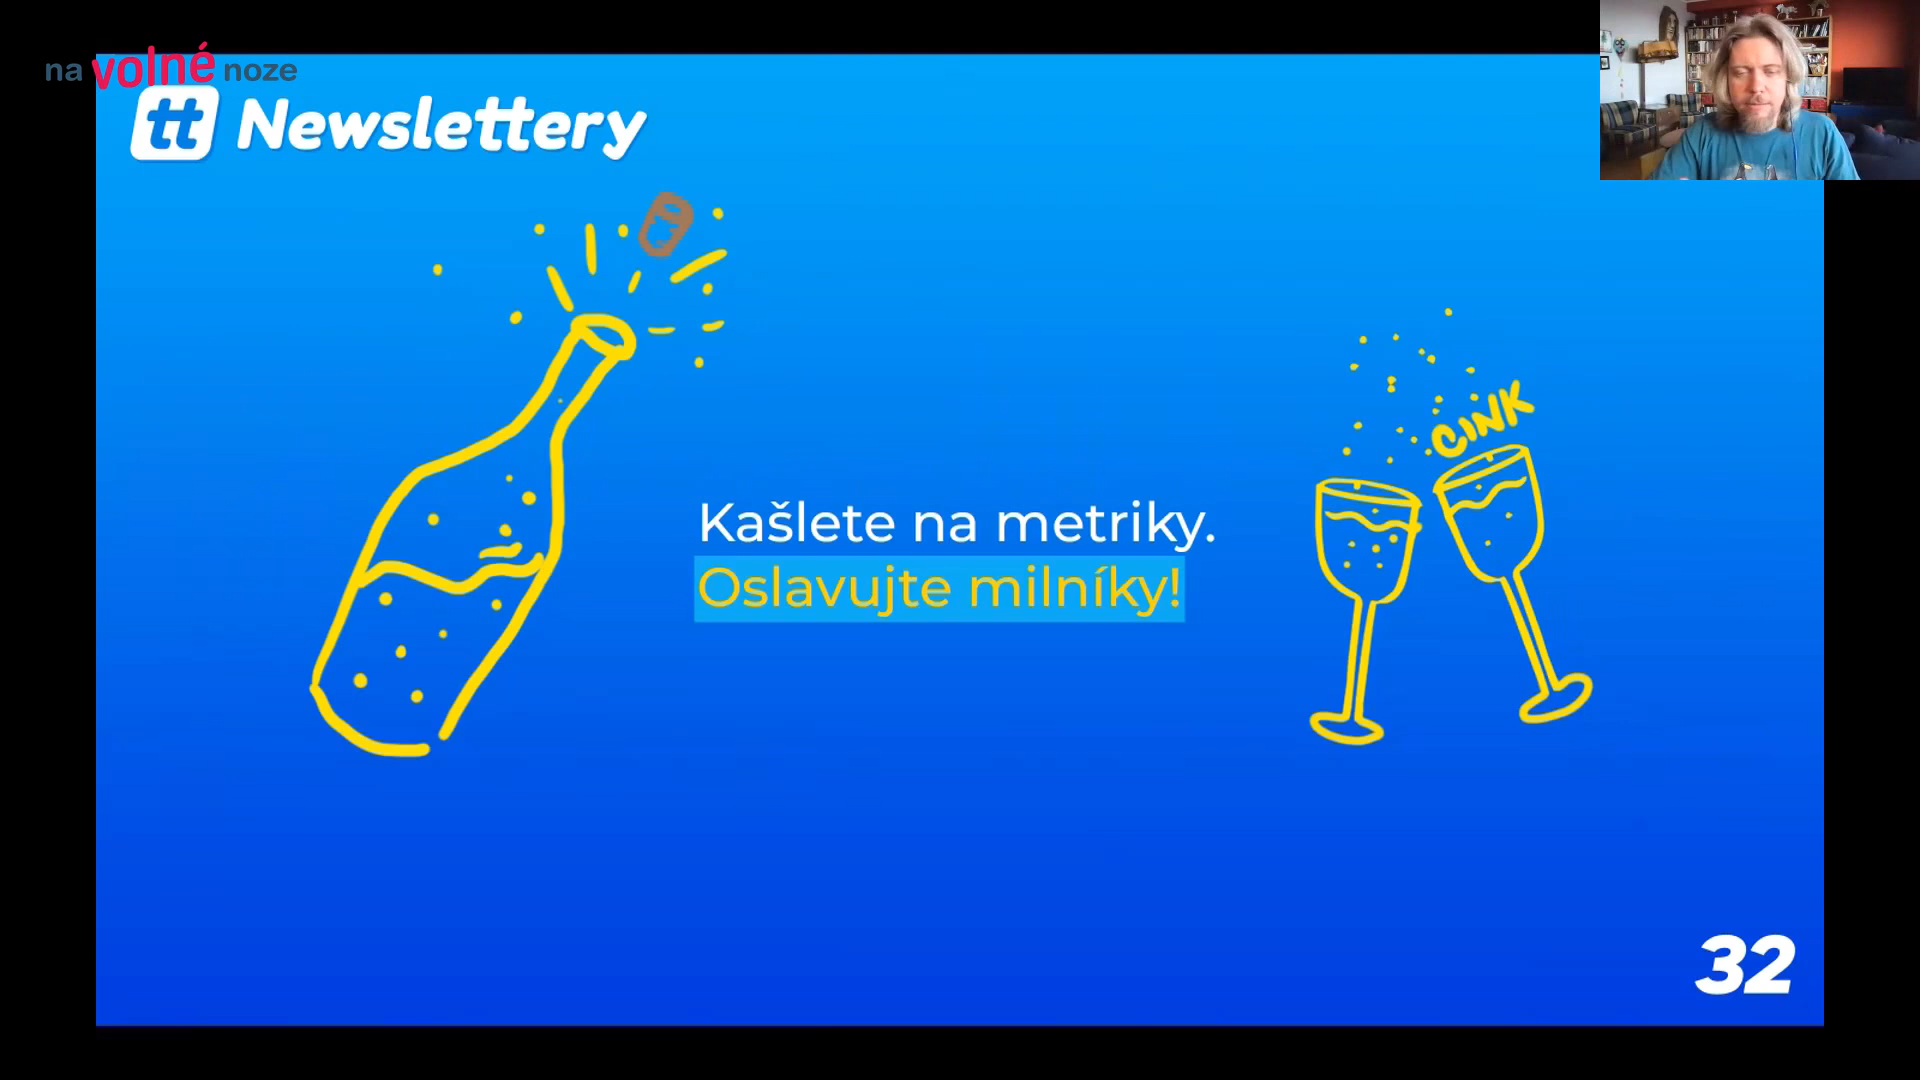 na volné noze
tt Newslettery
CINK
Kašlete na metriky.
Oslavujte milníky!
32